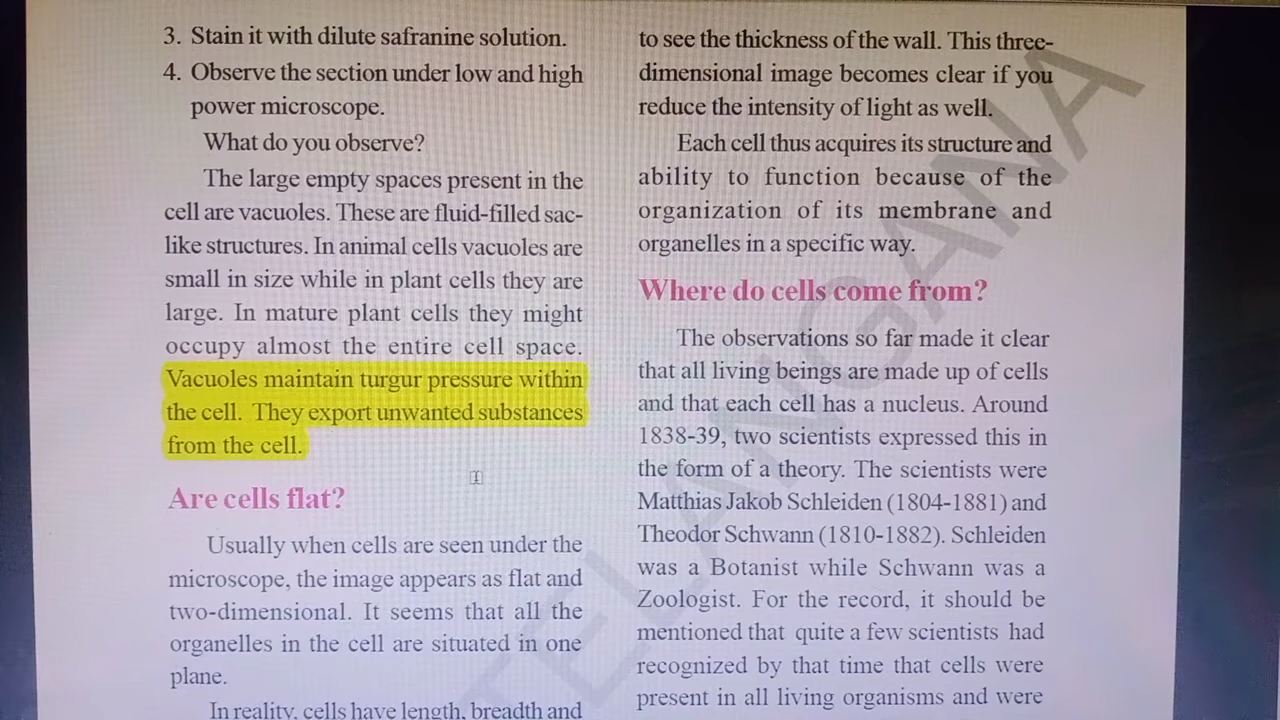 3. Stain it with dilute safranine solution.
4. Observe the section under low and high
power microscope.
What do you observe?
The large empty spaces present in the
cell are vacuoles. These are fluid-filled sac-
like structures. In animal cells vacuoles are
small in size while in plant cells they are
large. In mature plant cells they might
occupy almost the entire cell space.
Vacuoles maintain turgur pressure within
the cell. They export unwanted substances
from the cell.
Are cells flat?
Usually when cells are seen under the
microscope, the image appears as flat and
two-dimensional. It seems that all the
organelles in the cell are situated in one
plane.
In reality, cells have length, breadth and
to see the thickness of the wall. This three-
dimensional image becomes clear if you
reduce the intensity of light as well.
Each cell thus acquires its structure and
ability to function because of the
organization of its membrane and
organelles in a specific way.
Where do cells come from?
The observations so far made it clear
that all living beings are made up of cells
and that each cell has a nucleus. Around
1838-39, two scientists expressed this in
the form of a theory. The scientists were
Matthias Jakob Schleiden (1804-1881) and
Theodor Schwann (1810-1882). Schleiden
was a Botanist while Schwann was a
Zoologist. For the record, it should be
mentioned that quite a few scientists had
recognized by that time that cells were
present in all living organisms and were
TELANGANA